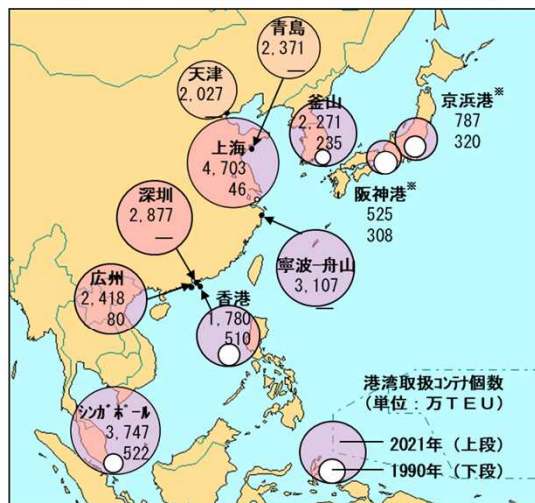 青島
2,371
―
天津
2,027
―
釜山
2,271
235
京浜港※
787
320
上海
4,703
46
阪神港※
525
308
深圳
2,877
―
寧波-舟山
3,107
―
広州
2,418
80
香港
1,780
510
シンガポール
3,747
522
港湾取扱コンテナ個数
(単位:万TEU)
2021年(上段)
1990年(下段)